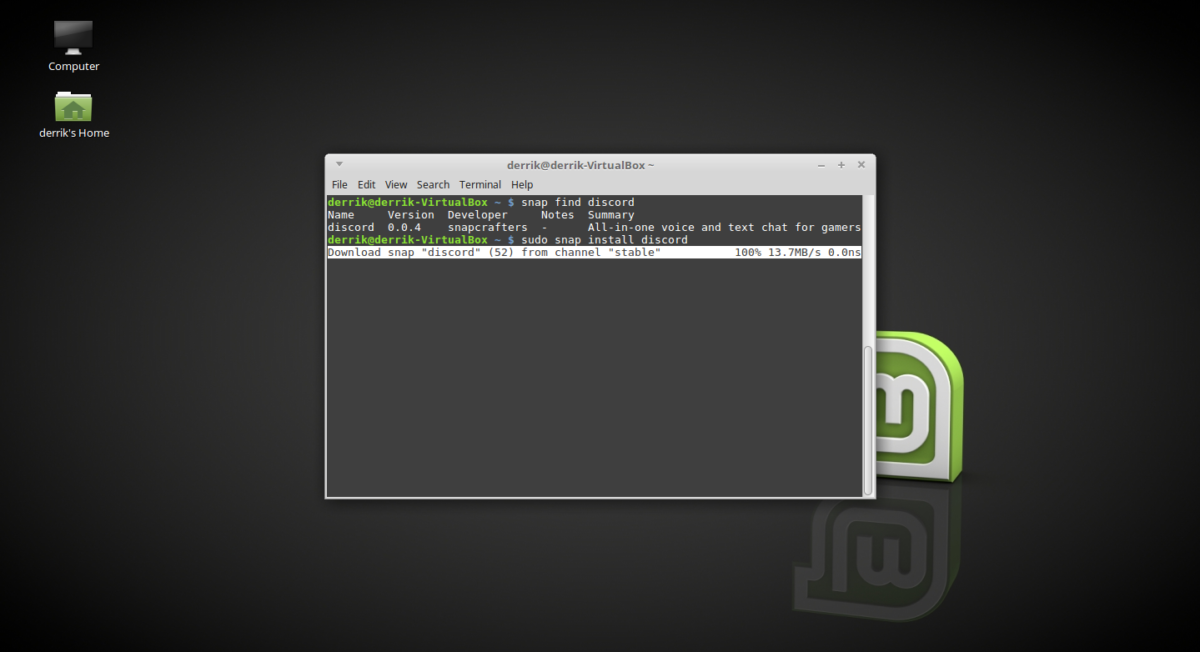 Computer
derrik's Home
derrik@derrik-VirtualBox ~
File Edit View Search Terminal Help
derrik@derrik-VirtualBox ~ $ snap find discord
Name Version Developer Notes Summary
discord 0.0.4 snapcrafters - All-in-one voice and text chat for gamers
derrik@derrik-VirtualBox ~ $ sudo snap install discord
Download snap "discord" (52) from channel "stable" 100% 13.7MB/s 0.0ns